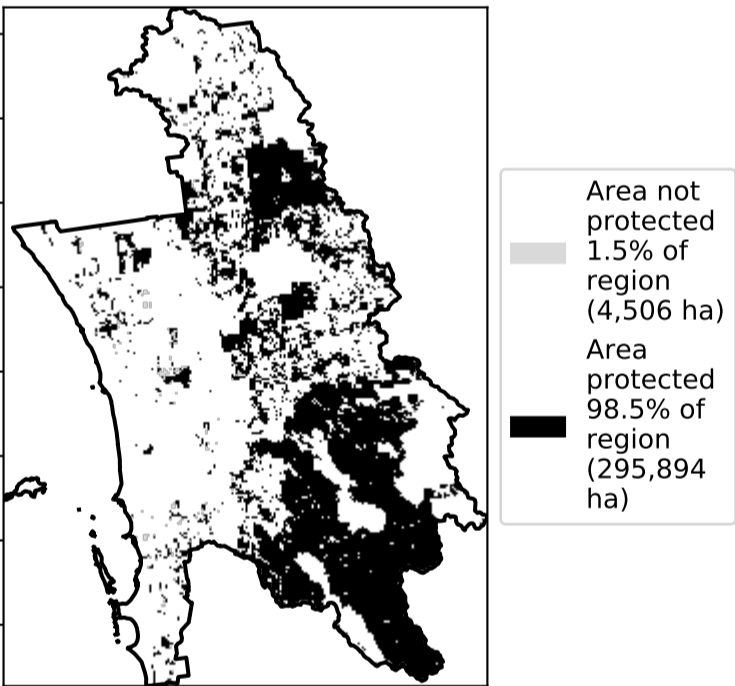 Area not
protected
1.5% of
region
(4,506 ha)
Area
protected
98.5% of
region
(295,894
ha)